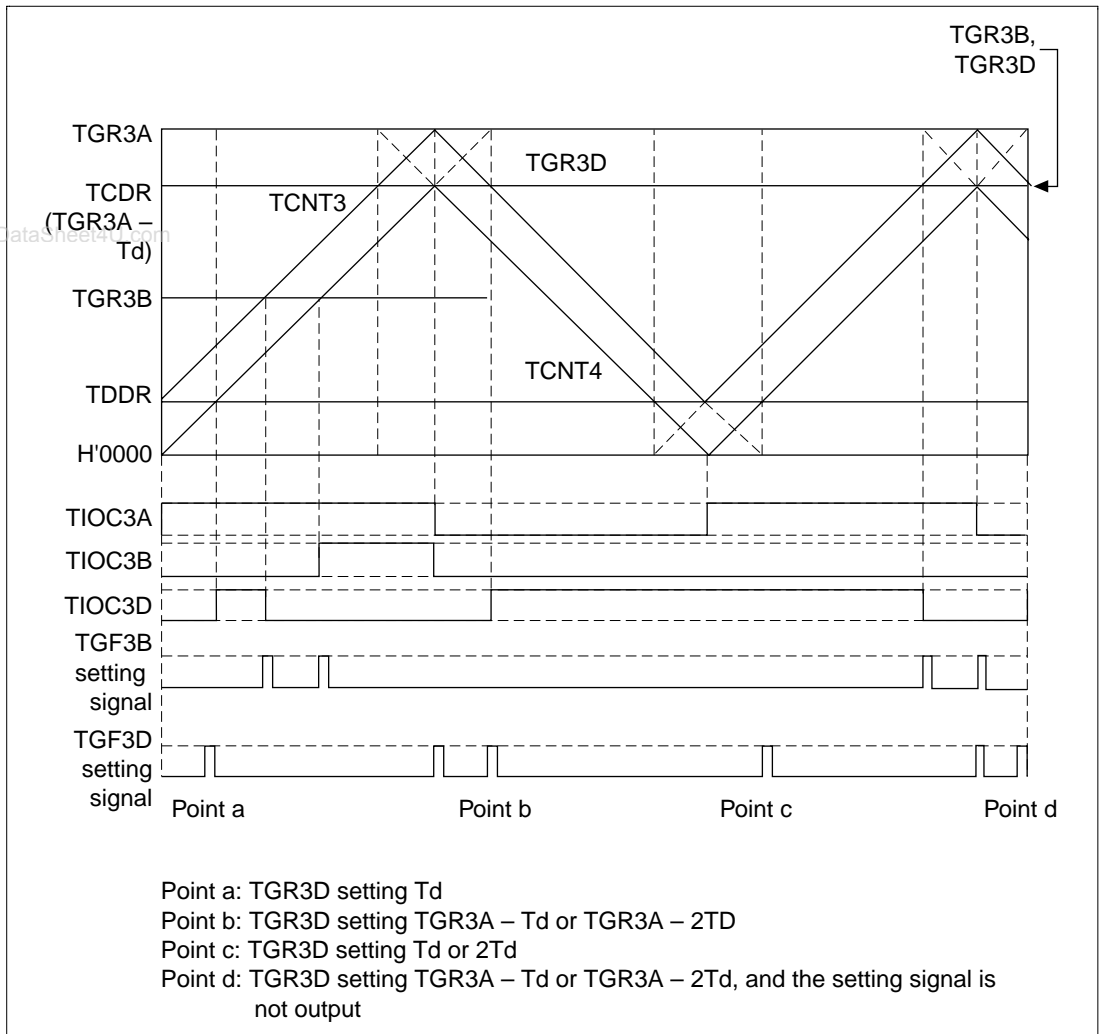 TGR3B,
TGR3D
TGR3A
TGR3D
TCDR
TCNT3
(TGR3A –
DataSheet4U.com
Td)
TGR3B
TCNT4
TDDR
H'0000
TIOC3A
TIOC3B
TIOC3D
TGF3B
setting
signal
TGF3D
setting
signal
Point a
Point b
Point c
Point d
Point a: TGR3D setting Td
Point b: TGR3D setting TGR3A – Td or TGR3A – 2TD
Point c: TGR3D setting Td or 2Td
Point d: TGR3D setting TGR3A – Td or TGR3A – 2Td, and the setting signal is
not output